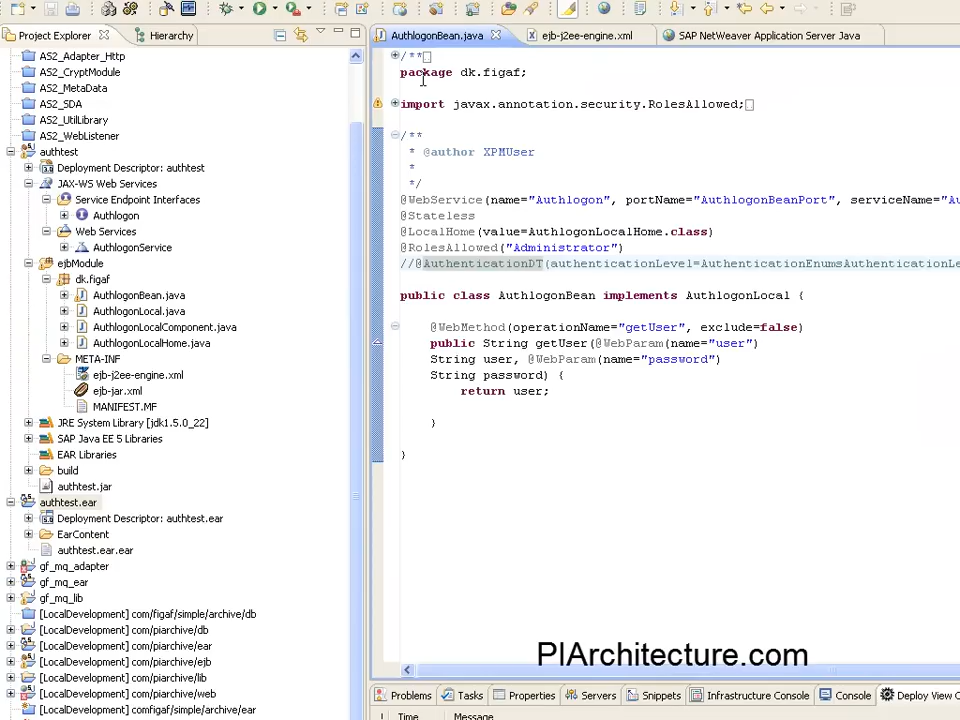 Project Explorer
Hierarchy
AS2_Adapter_Http
AS2_CryptModule
AS2_MetaData
AS2_SDA
AS2_UtilLibrary
AS2_WebListener
authtest
Deployment Descriptor: authtest
JAX-WS Web Services
Service Endpoint Interfaces
Authlogon
Web Services
AuthlogonService
ejbModule
dk.figaf
AuthlogonBean.java
AuthlogonLocal.java
AuthlogonLocalComponent.java
AuthlogonLocalHome.java
META-INF
ejb-j2ee-engine.xml
ejb-jar.xml
MANIFEST.MF
JRE System Library [jdk1.5.0_22]
SAP Java EE 5 Libraries
EAR Libraries
build
authtest.jar
authtest.ear
Deployment Descriptor: authtest.ear
EarContent
authtest.ear.ear
gf_mq_adapter
gf_mq_ear
gf_mq_lib
[LocalDevelopment] com/figaf/simple/archive/db
[LocalDevelopment] com/piarchive/db
[LocalDevelopment] com/piarchive/ear
[LocalDevelopment] com/piarchive/ejb
[LocalDevelopment] com/piarchive/lib
[LocalDevelopment] com/piarchive/web
[LocalDevelopment] comfigaf/simple/archive/ear
AuthlogonBean.java
ejb-j2ee-engine.xml
SAP NetWeaver Application Server Java
/**
package dk.figaf;
import javax.annotation.security.RolesAllowed;
/**
* @author XPMUser
*
*/
@WebService(name="Authlogon", portName="AuthlogonBeanPort", serviceName="Au
@Stateless
@LocalHome(value=AuthlogonLocalHome.class)
@RolesAllowed("Administrator")
//@AuthenticationDT(authenticationLevel=AuthenticationEnumsAuthenticationLe
public class AuthlogonBean implements AuthlogonLocal {
@WebMethod(operationName="getUser", exclude=false)
public String getUser(@WebParam(name="user")
String user, @WebParam(name="password")
String password) {
return user;
}
}
PIArchitecture.com
Problems
Tasks
Properties
Servers
Snippets
Infrastructure Console
Console
Deploy View C
! Time Message